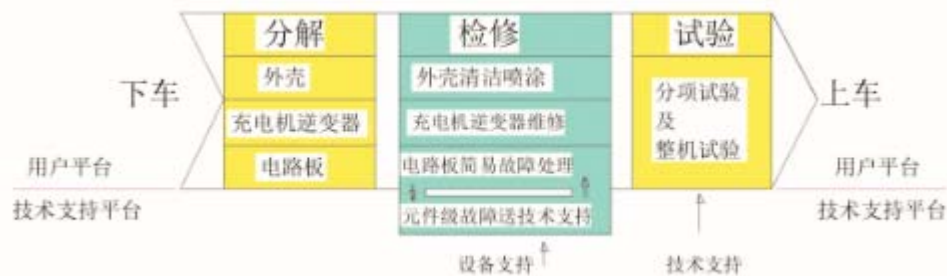 下车
用户平台
技术支持平台
分解
外壳
充电机逆变器
电路板
检修
外壳清洁喷涂
充电机逆变器维修
电路板简易故障处理
元件级故障送技术支持
设备支持
试验
分项试验
及
整机试验
技术支持
上车
用户平台
技术支持平台